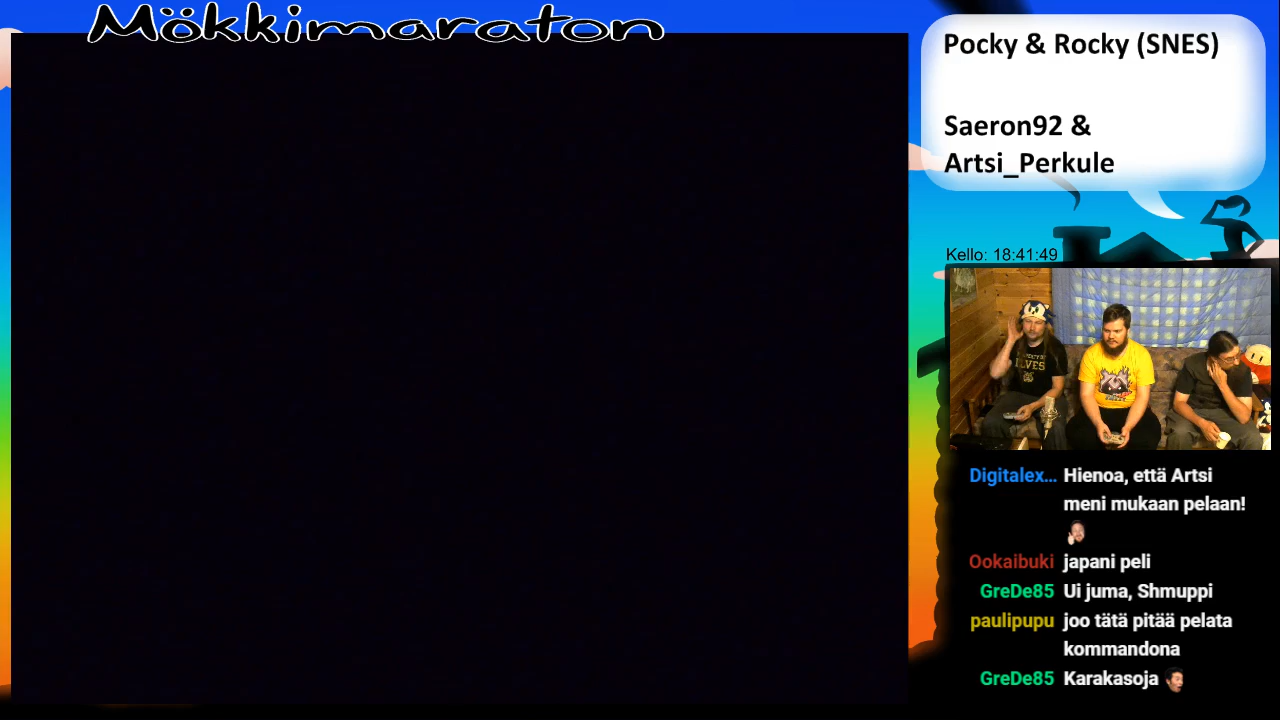 Mökkimaraton
Pocky & Rocky (SNES)
Saeron92 &
Artsi_Perkule
Kello: 18:41:49
Digitalex... Hienoa, että Artsi
meni mukaan pelaan!
Ookaibuki japani peli
GreDe85 Ui juma, Shmuppi
paulipupu joo tätä pitää pelata
kommandona
GreDe85 Karakasoja